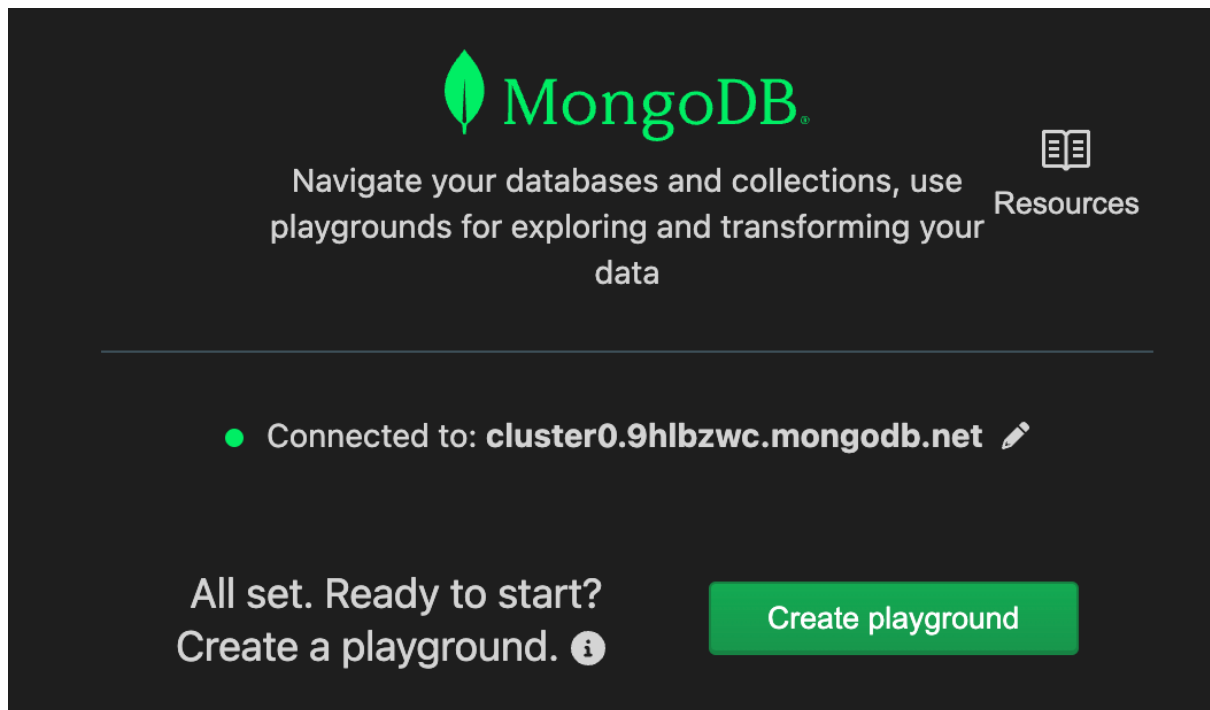 MongoDB®
Navigate your databases and collections, use
playgrounds for exploring and transforming your
data
Resources
Connected to: cluster0.9hlbzwc.mongodb.net
All set. Ready to start?
Create a playground.
Create playground